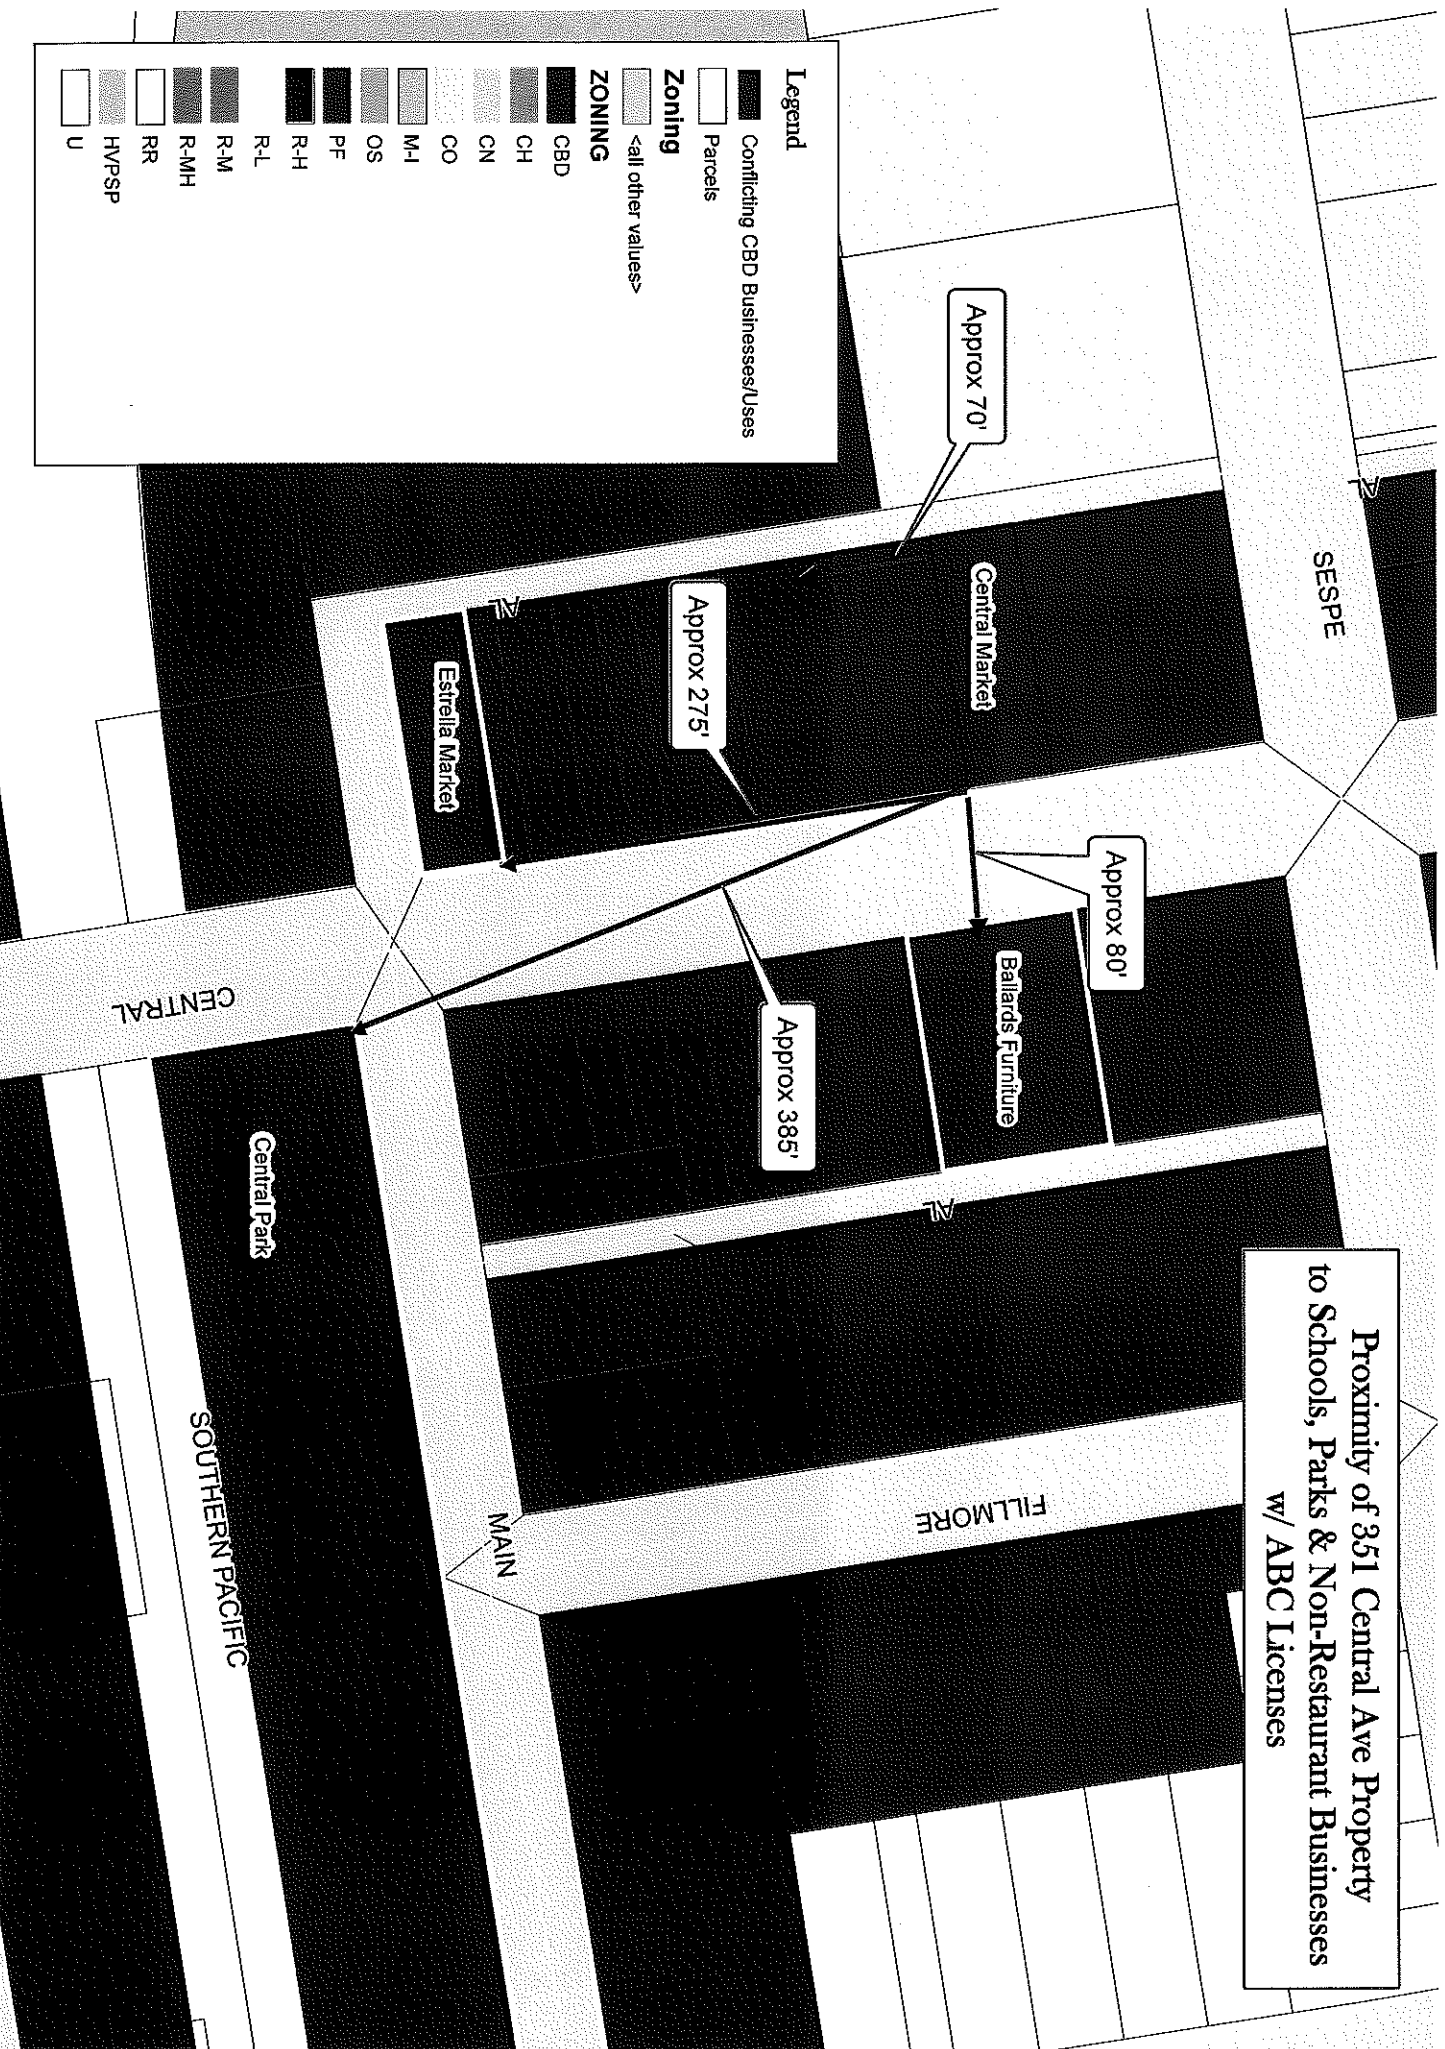 Proximity of 351 Central Ave Property
to Schools, Parks & Non-Restaurant Businesses
w/ ABC Licenses
SESPE
AL
Approx 70'
Central Market
Approx 80'
Ballards Furniture
Approx 275'
Estrella Market
Approx 385'
AL
AL
FILLMORE
CENTRAL
Central Park
MAIN
SOUTHERN PACIFIC
Legend
Conflicting CBD Businesses/Uses
Parcels
Zoning
<all other values>
ZONING
CBD
CH
CN
CO
M-I
OS
PF
R-H
R-L
R-M
R-MH
RR
HVPSP
U